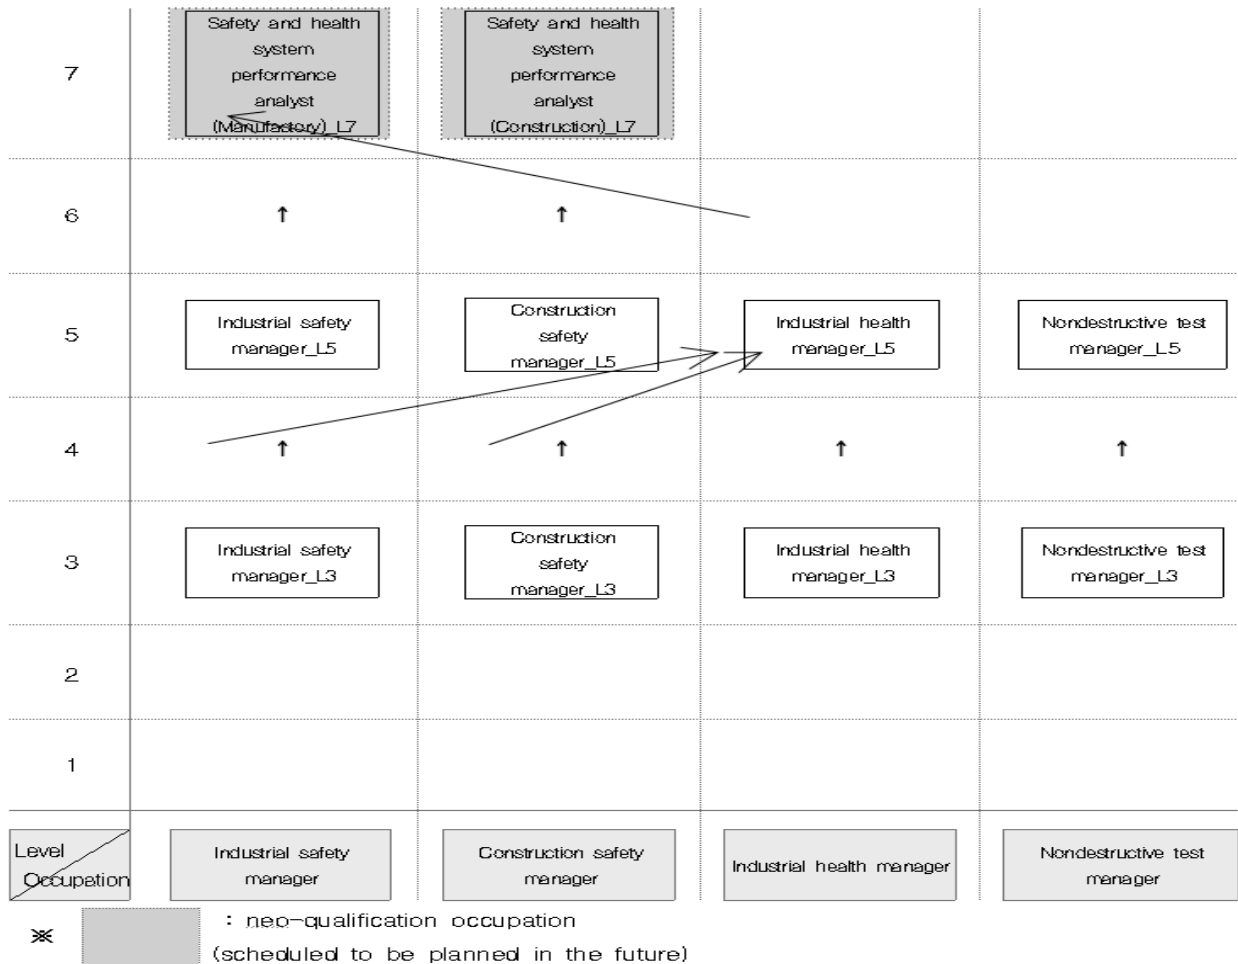 7
Safety and health
system
performance
analyst
(Manufastory)_L7
Safety and health
system
performance
analyst
(Construction)_L7
6
↑
↑
5
Industrial safety
manager_L5
Construction
safety
manager_L5
Industrial health
manager_L5
Nondestructive test
manager_L5
4
↑
↑
↑
↑
3
Industrial safety
manager_L3
Construction
safety
manager_L3
Industrial health
manager_L3
Nondestructive test
manager_L3
2
1
Level
Occupation
Industrial safety
manager
Construction safety
manager
Industrial health manager
Nondestructive test
manager
※ : neo-qualification occupation
(scheduled to be planned in the future)